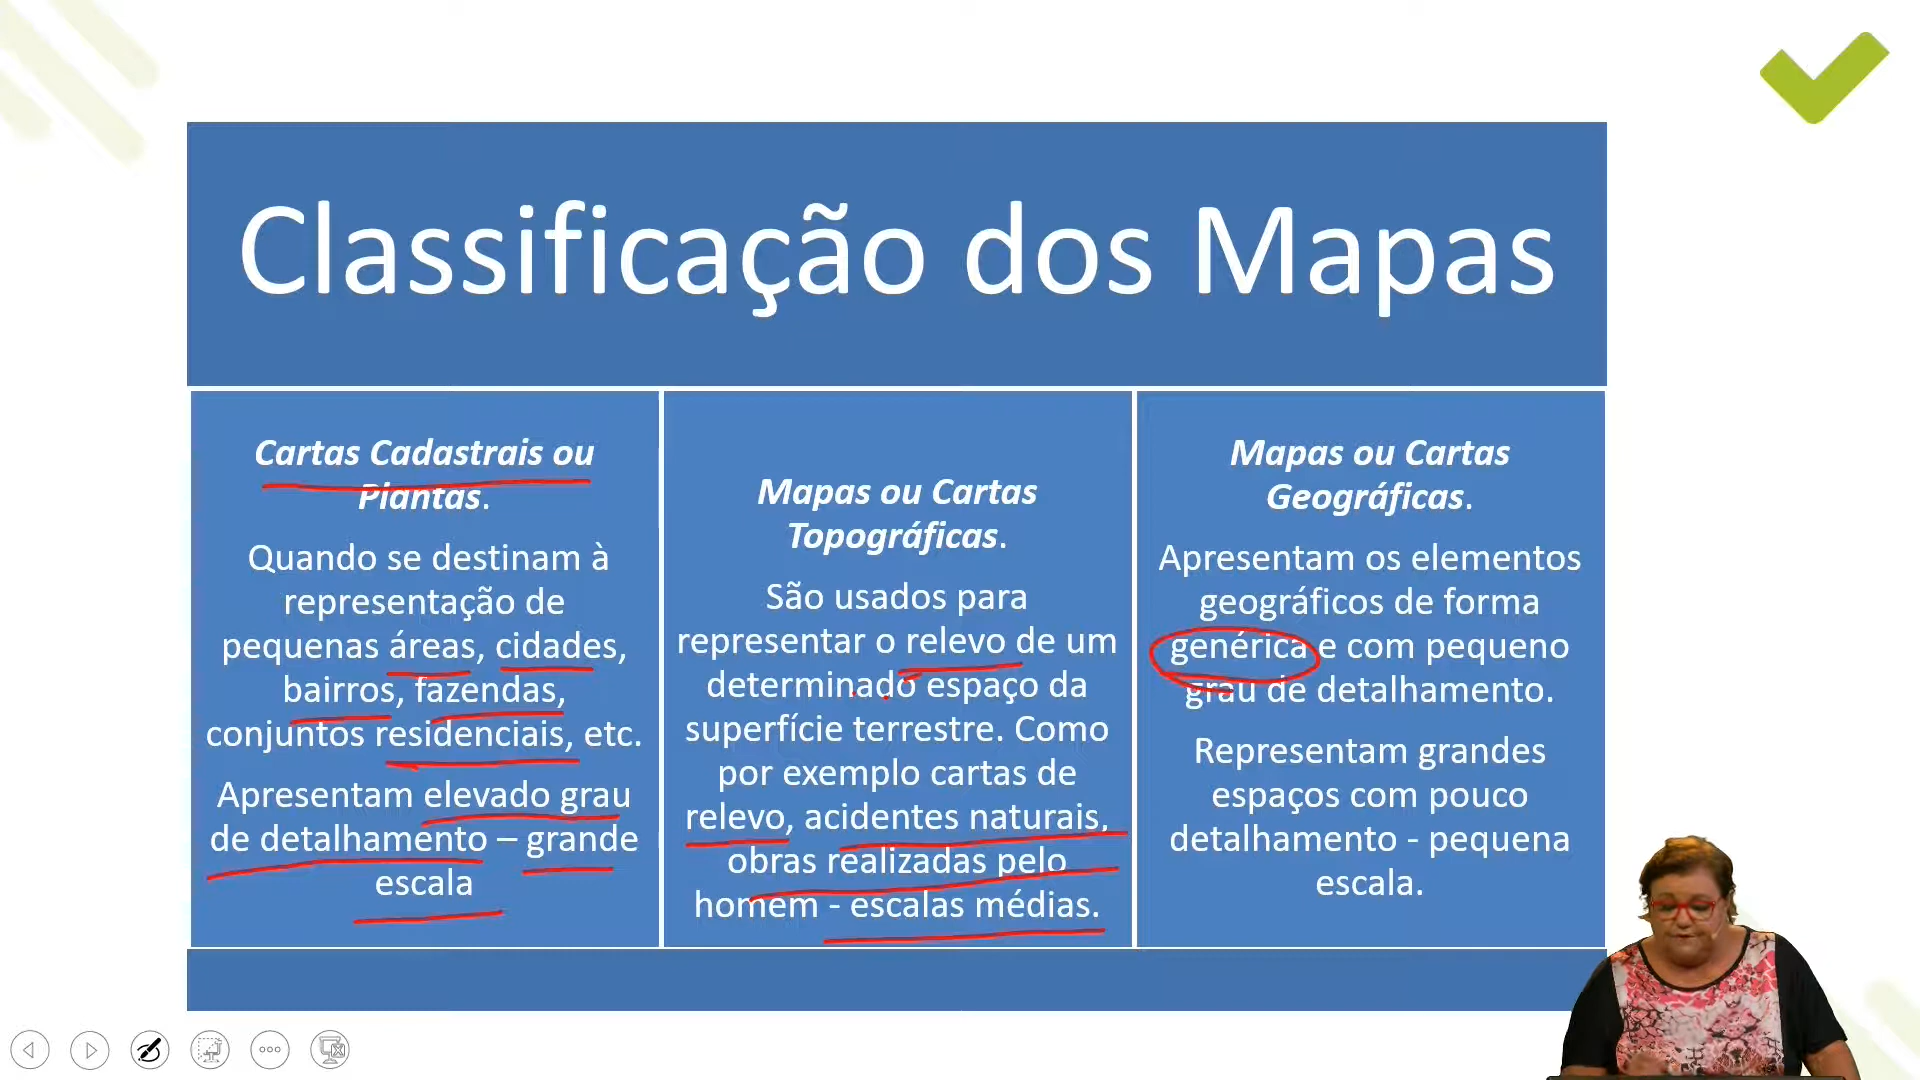 Classificação dos Mapas
Cartas Cadastrais ou
Plantas.
Quando se destinam à
representação de
pequenas áreas, cidades,
bairros, fazendas,
conjuntos residenciais, etc.
Apresentam elevado grau
de detalhamento – grande
escala
Mapas ou Cartas
Topográficas.
São usados para
representar o relevo de um
determinado espaço da
superfície terrestre. Como
por exemplo cartas de
relevo, acidentes naturais,
obras realizadas pelo
homem - escalas médias.
Mapas ou Cartas
Geográficas.
Apresentam os elementos
geográficos de forma
genérica e com pequeno
grau de detalhamento.
Representam grandes
espaços com pouco
detalhamento - pequena
escala.